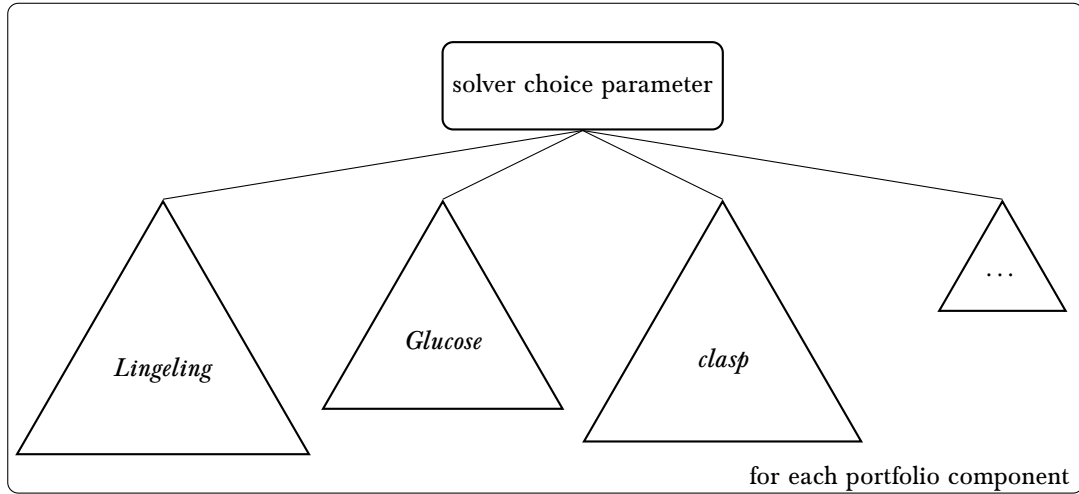 solver choice parameter
...
Glucose
clasp
Lingeling
for each portfolio component